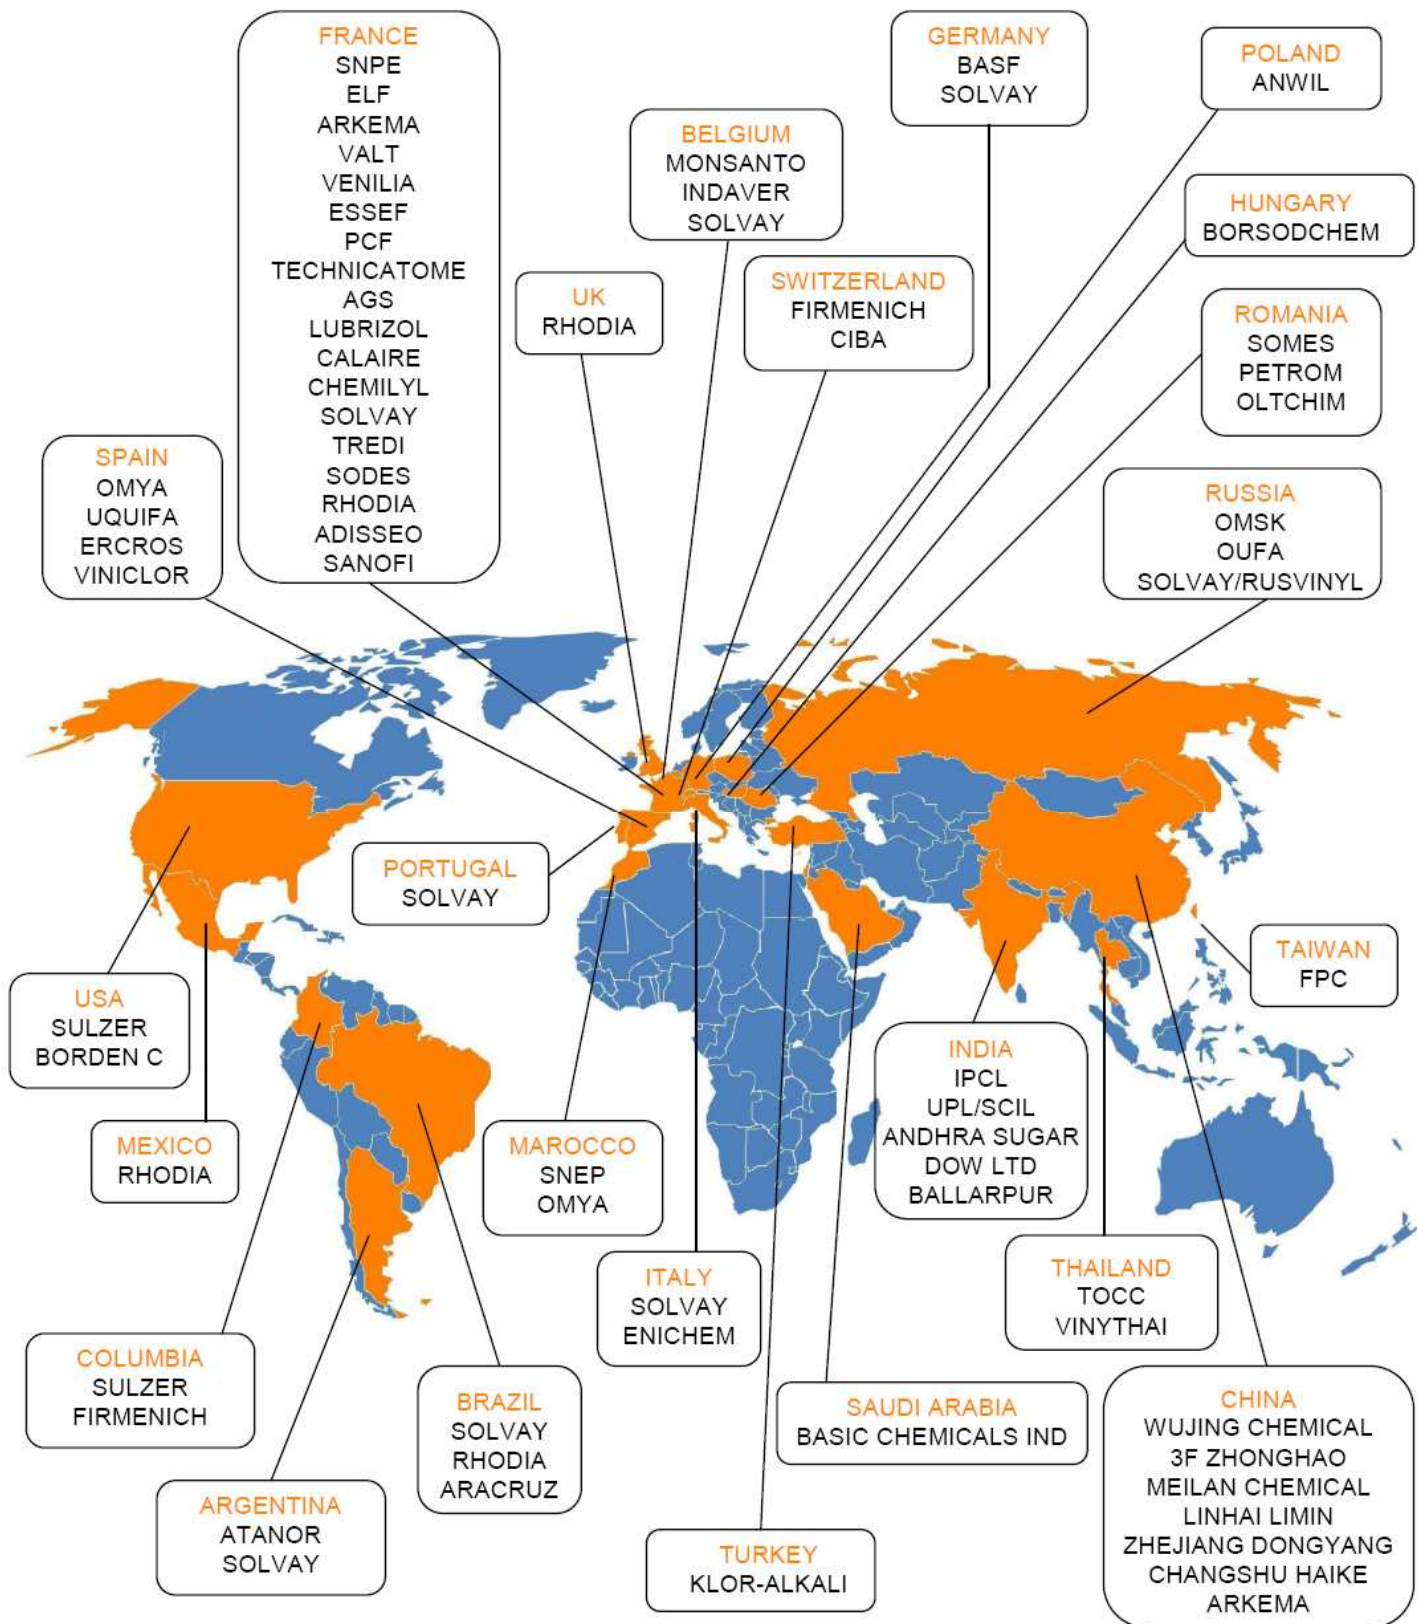 FRANCE
SNPE
ELF
ARKEMA
VALT
VENILIA
ESSEF
PCF
TECHNICATOME
AGS
LUBRIZOL
CALAIRE
CHEMILYL
SOLVAY
TREDI
SODES
RHODIA
ADISSEO
SANOFI
GERMANY
BASF
SOLVAY
POLAND
ANWIL
BELGIUM
MONSANTO
INDAVER
SOLVAY
HUNGARY
BORSODCHEM
UK
RHODIA
SWITZERLAND
FIRMENICH
CIBA
ROMANIA
SOMES
PETROM
OLTCHIM
SPAIN
OMYA
UQUIFA
ERCROS
VINICLOR
RUSSIA
OMSK
OUFA
SOLVAY/RUSVINYL
PORTUGAL
SOLVAY
TAIWAN
FPC
USA
SULZER
BORDEN C
INDIA
IPCL
UPL/SCIL
ANDHRA SUGAR
DOW LTD
BALLARPUR
MEXICO
RHODIA
MAROCCO
SNEP
OMYA
ITALY
SOLVAY
ENICHEM
THAILAND
TOCC
VINYTHAI
COLUMBIA
SULZER
FIRMENICH
BRAZIL
SOLVAY
RHODIA
ARACRUZ
SAUDI ARABIA
BASIC CHEMICALS IND
CHINA
WUJING CHEMICAL
3F ZHONGHAO
MEILAN CHEMICAL
LINHAI LIMIN
ZHEJIANG DONGYANG
CHANGSHU HAIKE
ARKEMA
ARGENTINA
ATANOR
SOLVAY
TURKEY
KLOR-ALKALI